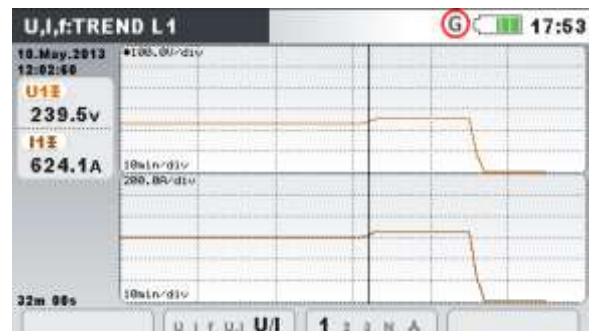 U,I,f:TREND L1
G 17:53
10.May.2013
12:02:60
U1
239.5v
I1
624.1A
32m 00s
100.0V/div
10min/div
200.0A/div
10min/div
U I f U,I U/I
1 2 3 N Δ